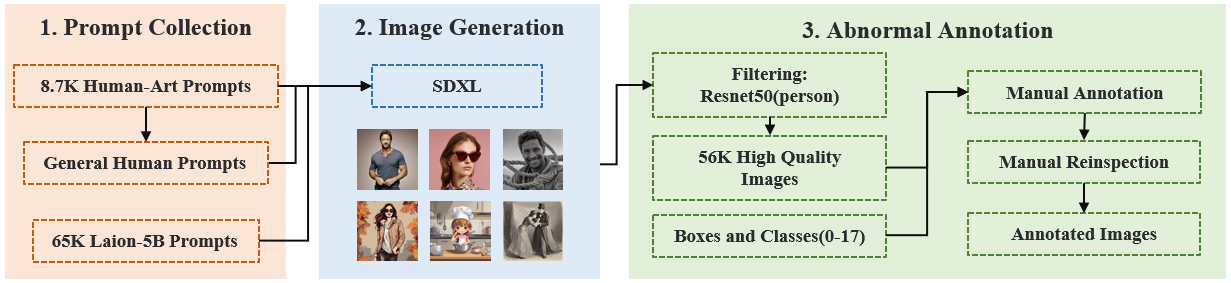 1. Prompt Collection
8.7K Human-Art Prompts
General Human Prompts
65K Laion-5B Prompts
2. Image Generation
SDXL
3. Abnormal Annotation
Filtering:
Resnet50(person)
56K High Quality
Images
Boxes and Classes(0-17)
Manual Annotation
Manual Reinspection
Annotated Images